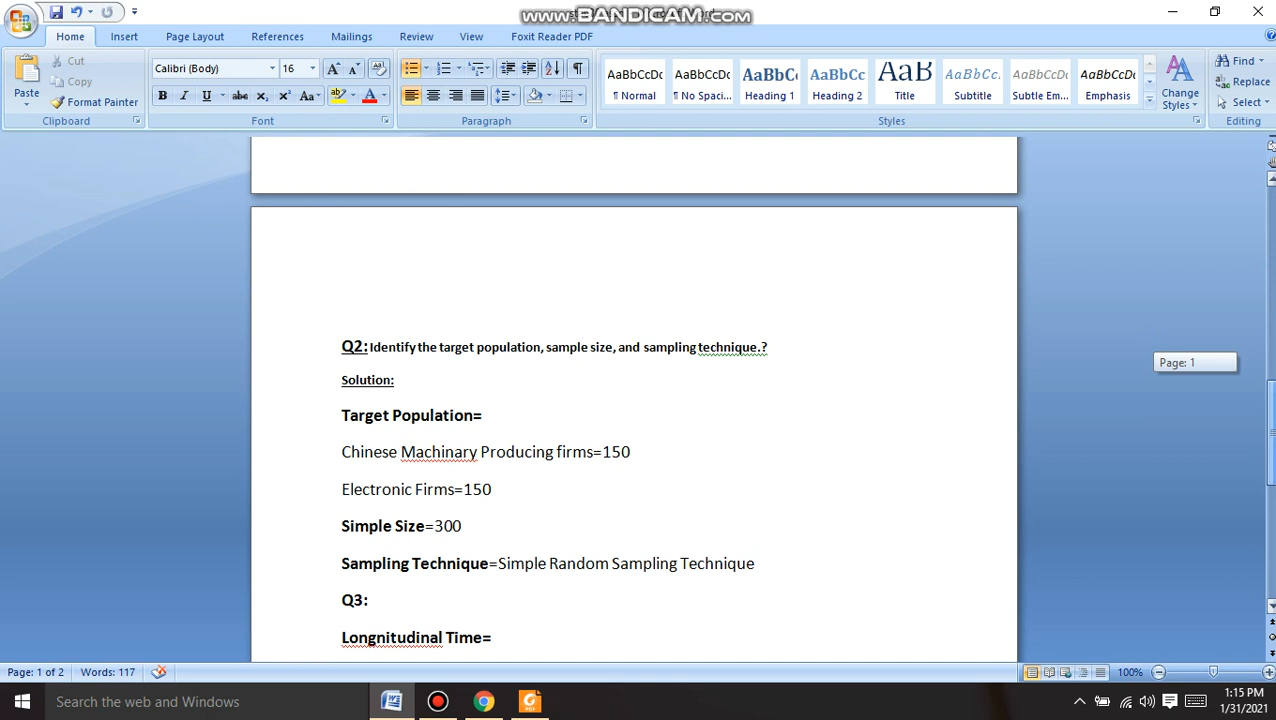 www.BANDICAM.com
Home Insert Page Layout References Mailings Review View Foxit Reader PDF
Cut
Copy
Paste
Format Painter
Calibri (Body) 16
AaBbCcDc AaBbCcDc AaBbCc AaBbCc AaB AaBbCc. AaBbCcDc AaBbCcDc
¶ Normal ¶ No Spaci... Heading 1 Heading 2 Title Subtitle Subtle Em... Emphasis
Change Styles
Find
Replace
Select
Clipboard Font Paragraph Styles Editing
Q2: Identify the target population, sample size, and sampling technique.?
Solution:
Target Population=
Chinese Machinary Producing firms=150
Electronic Firms=150
Simple Size=300
Sampling Technique=Simple Random Sampling Technique
Q3:
Longnitudinal Time=
Page: 1
Page: 1 of 2 Words: 117 100%
Search the web and Windows
1:15 PM
1/31/2021